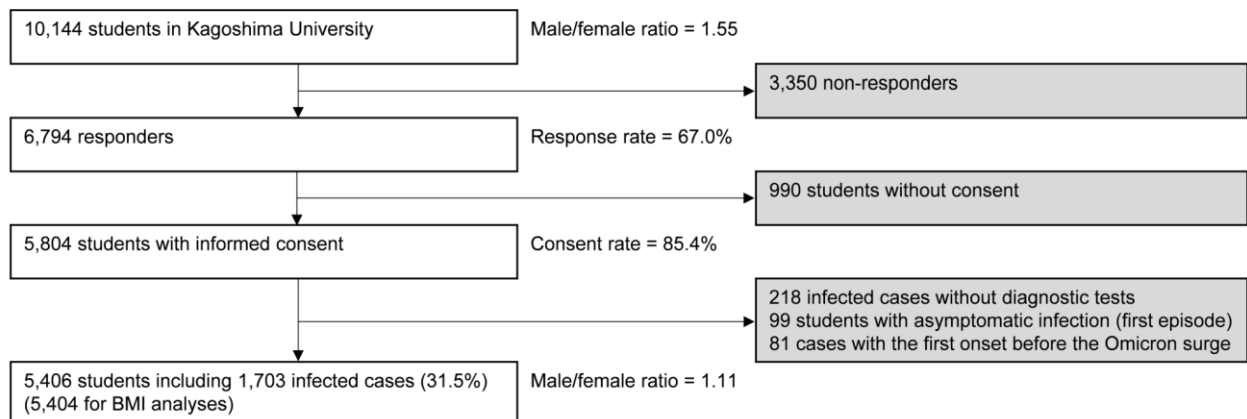 10,144 students in Kagoshima University
Male/female ratio = 1.55
3,350 non-responders
6,794 responders
Response rate = 67.0%
990 students without consent
5,804 students with informed consent
Consent rate = 85.4%
218 infected cases without diagnostic tests
99 students with asymptomatic infection (first episode)
81 cases with the first onset before the Omicron surge
5,406 students including 1,703 infected cases (31.5%)
(5,404 for BMI analyses)
Male/female ratio = 1.11